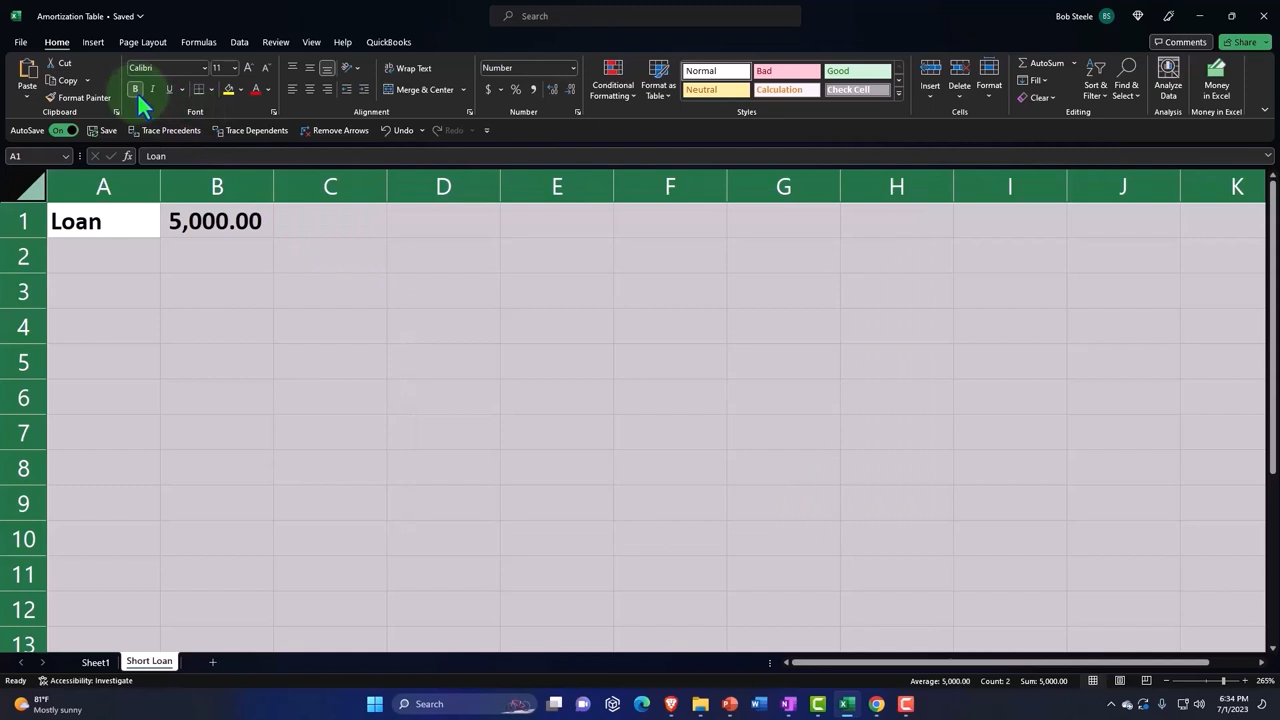 Amortization Table • Saved
Search
Bob Steele BS
File Home Insert Page Layout Formulas Data Review View Help QuickBooks
Comments Share
Paste
Cut
Copy
Format Painter
Clipboard
Calibri 11
B I U
Font
Wrap Text
Merge & Center
Alignment
Number
$ % 9
Number
Conditional Formatting
Format as Table
Normal Bad Good
Neutral Calculation Check Cell
Styles
Insert Delete Format
Cells
AutoSum
Fill
Clear
Sort & Filter
Find & Select
Editing
Analyze Data
Money in Excel
Money in Excel
AutoSave On Save Trace Precedents Trace Dependents Remove Arrows Undo Redo
A1 fx Loan
A B C D E F G H I J K
1 Loan 5,000.00
2
3
4
5
6
7
8
9
10
11
12
13
Sheet1 Short Loan
Ready Accessibility: Investigate Average: 5,000.00 Count: 2 Sum: 5,000.00 265%
81°F
Mostly sunny
Search
6:34 PM
7/1/2023